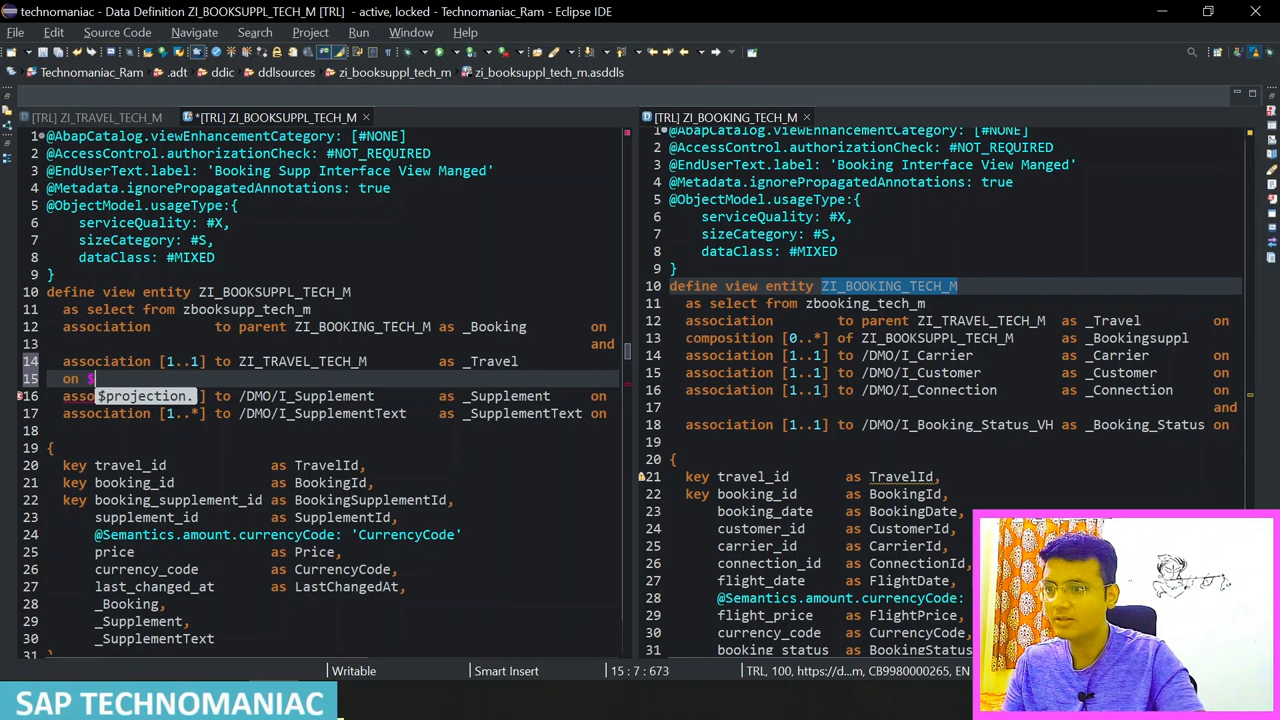 technomaniac - Data Definition ZI_BOOKSUPPL_TECH_M [TRL] - active, locked - Technomaniac_Ram - Eclipse IDE
File Edit Source Code Navigate Search Project Run Window Help
Technomaniac_Ram .adt ddic ddlsources zi_booksuppl_tech_m zi_booksuppl_tech_m.asddls
[TRL] ZI_TRAVEL_TECH_M *[TRL] ZI_BOOKSUPPL_TECH_M
1 @AbapCatalog.viewEnhancementCategory: [#NONE]
2 @AccessControl.authorizationCheck: #NOT_REQUIRED
3 @EndUserText.label: 'Booking Supp Interface View Manged'
4 @Metadata.ignorePropagatedAnnotations: true
5 @ObjectModel.usageType:{
6 serviceQuality: #X,
7 sizeCategory: #S,
8 dataClass: #MIXED
9 }
10 define view entity ZI_BOOKSUPPL_TECH_M
11 as select from zbooksupp_tech_m
12 association to parent ZI_BOOKING_TECH_M as _Booking on
13 and
14 association [1..1] to ZI_TRAVEL_TECH_M as _Travel
15 on $
16 asso $projection. ] to /DMO/I_Supplement as _Supplement on
17 association [1..*] to /DMO/I_SupplementText as _SupplementText on
18
19 {
20 key travel_id as TravelId,
21 key booking_id as BookingId,
22 key booking_supplement_id as BookingSupplementId,
23 supplement_id as SupplementId,
24 @Semantics.amount.currencyCode: 'CurrencyCode'
25 price as Price,
26 currency_code as CurrencyCode,
27 last_changed_at as LastChangedAt,
28 _Booking,
29 _Supplement,
30 _SupplementText
31
[TRL] ZI_BOOKING_TECH_M
1 @AbapCatalog.viewEnhancementCategory: [#NONE]
2 @AccessControl.authorizationCheck: #NOT_REQUIRED
3 @EndUserText.label: 'Booking Interface View Manged'
4 @Metadata.ignorePropagatedAnnotations: true
5 @ObjectModel.usageType:{
6 serviceQuality: #X,
7 sizeCategory: #S,
8 dataClass: #MIXED
9 }
10 define view entity ZI_BOOKING_TECH_M
11 as select from zbooking_tech_m
12 association to parent ZI_TRAVEL_TECH_M as _Travel on
13 composition [0..*] of ZI_BOOKSUPPL_TECH_M as _Bookingsuppl
14 association [1..1] to /DMO/I_Carrier as _Carrier on
15 association [1..1] to /DMO/I_Customer as _Customer on
16 association [1..1] to /DMO/I_Connection as _Connection on
17 and
18 association [1..1] to /DMO/I_Booking_Status_VH as _Booking_Status on
19
20 {
21 key travel_id as TravelId,
22 key booking_id as BookingId,
23 booking_date as BookingDate,
24 customer_id as CustomerId,
25 carrier_id as CarrierId,
26 connection_id as ConnectionId,
27 flight_date as FlightDate,
28 @Semantics.amount.currencyCode:
29 flight_price as FlightPrice,
30 currency_code as CurrencyCode,
31 booking_status as BookingStatus
Writable Smart Insert 15 : 7 : 673 TRL, 100, https://d...m, CB9980000265, EN
SAP TECHNOMANIAC